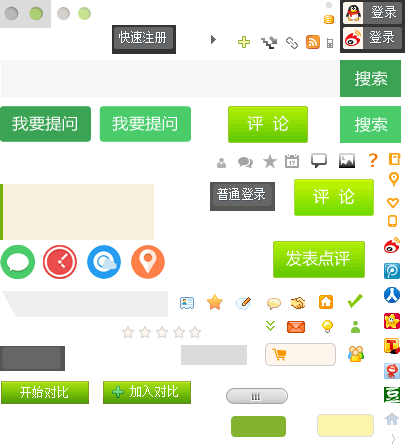 登录
快速注册
登录
搜索
我要提问
我要提问
评 论
搜索
17
普通登录
评 论
发表点评
开始对比
加入对比